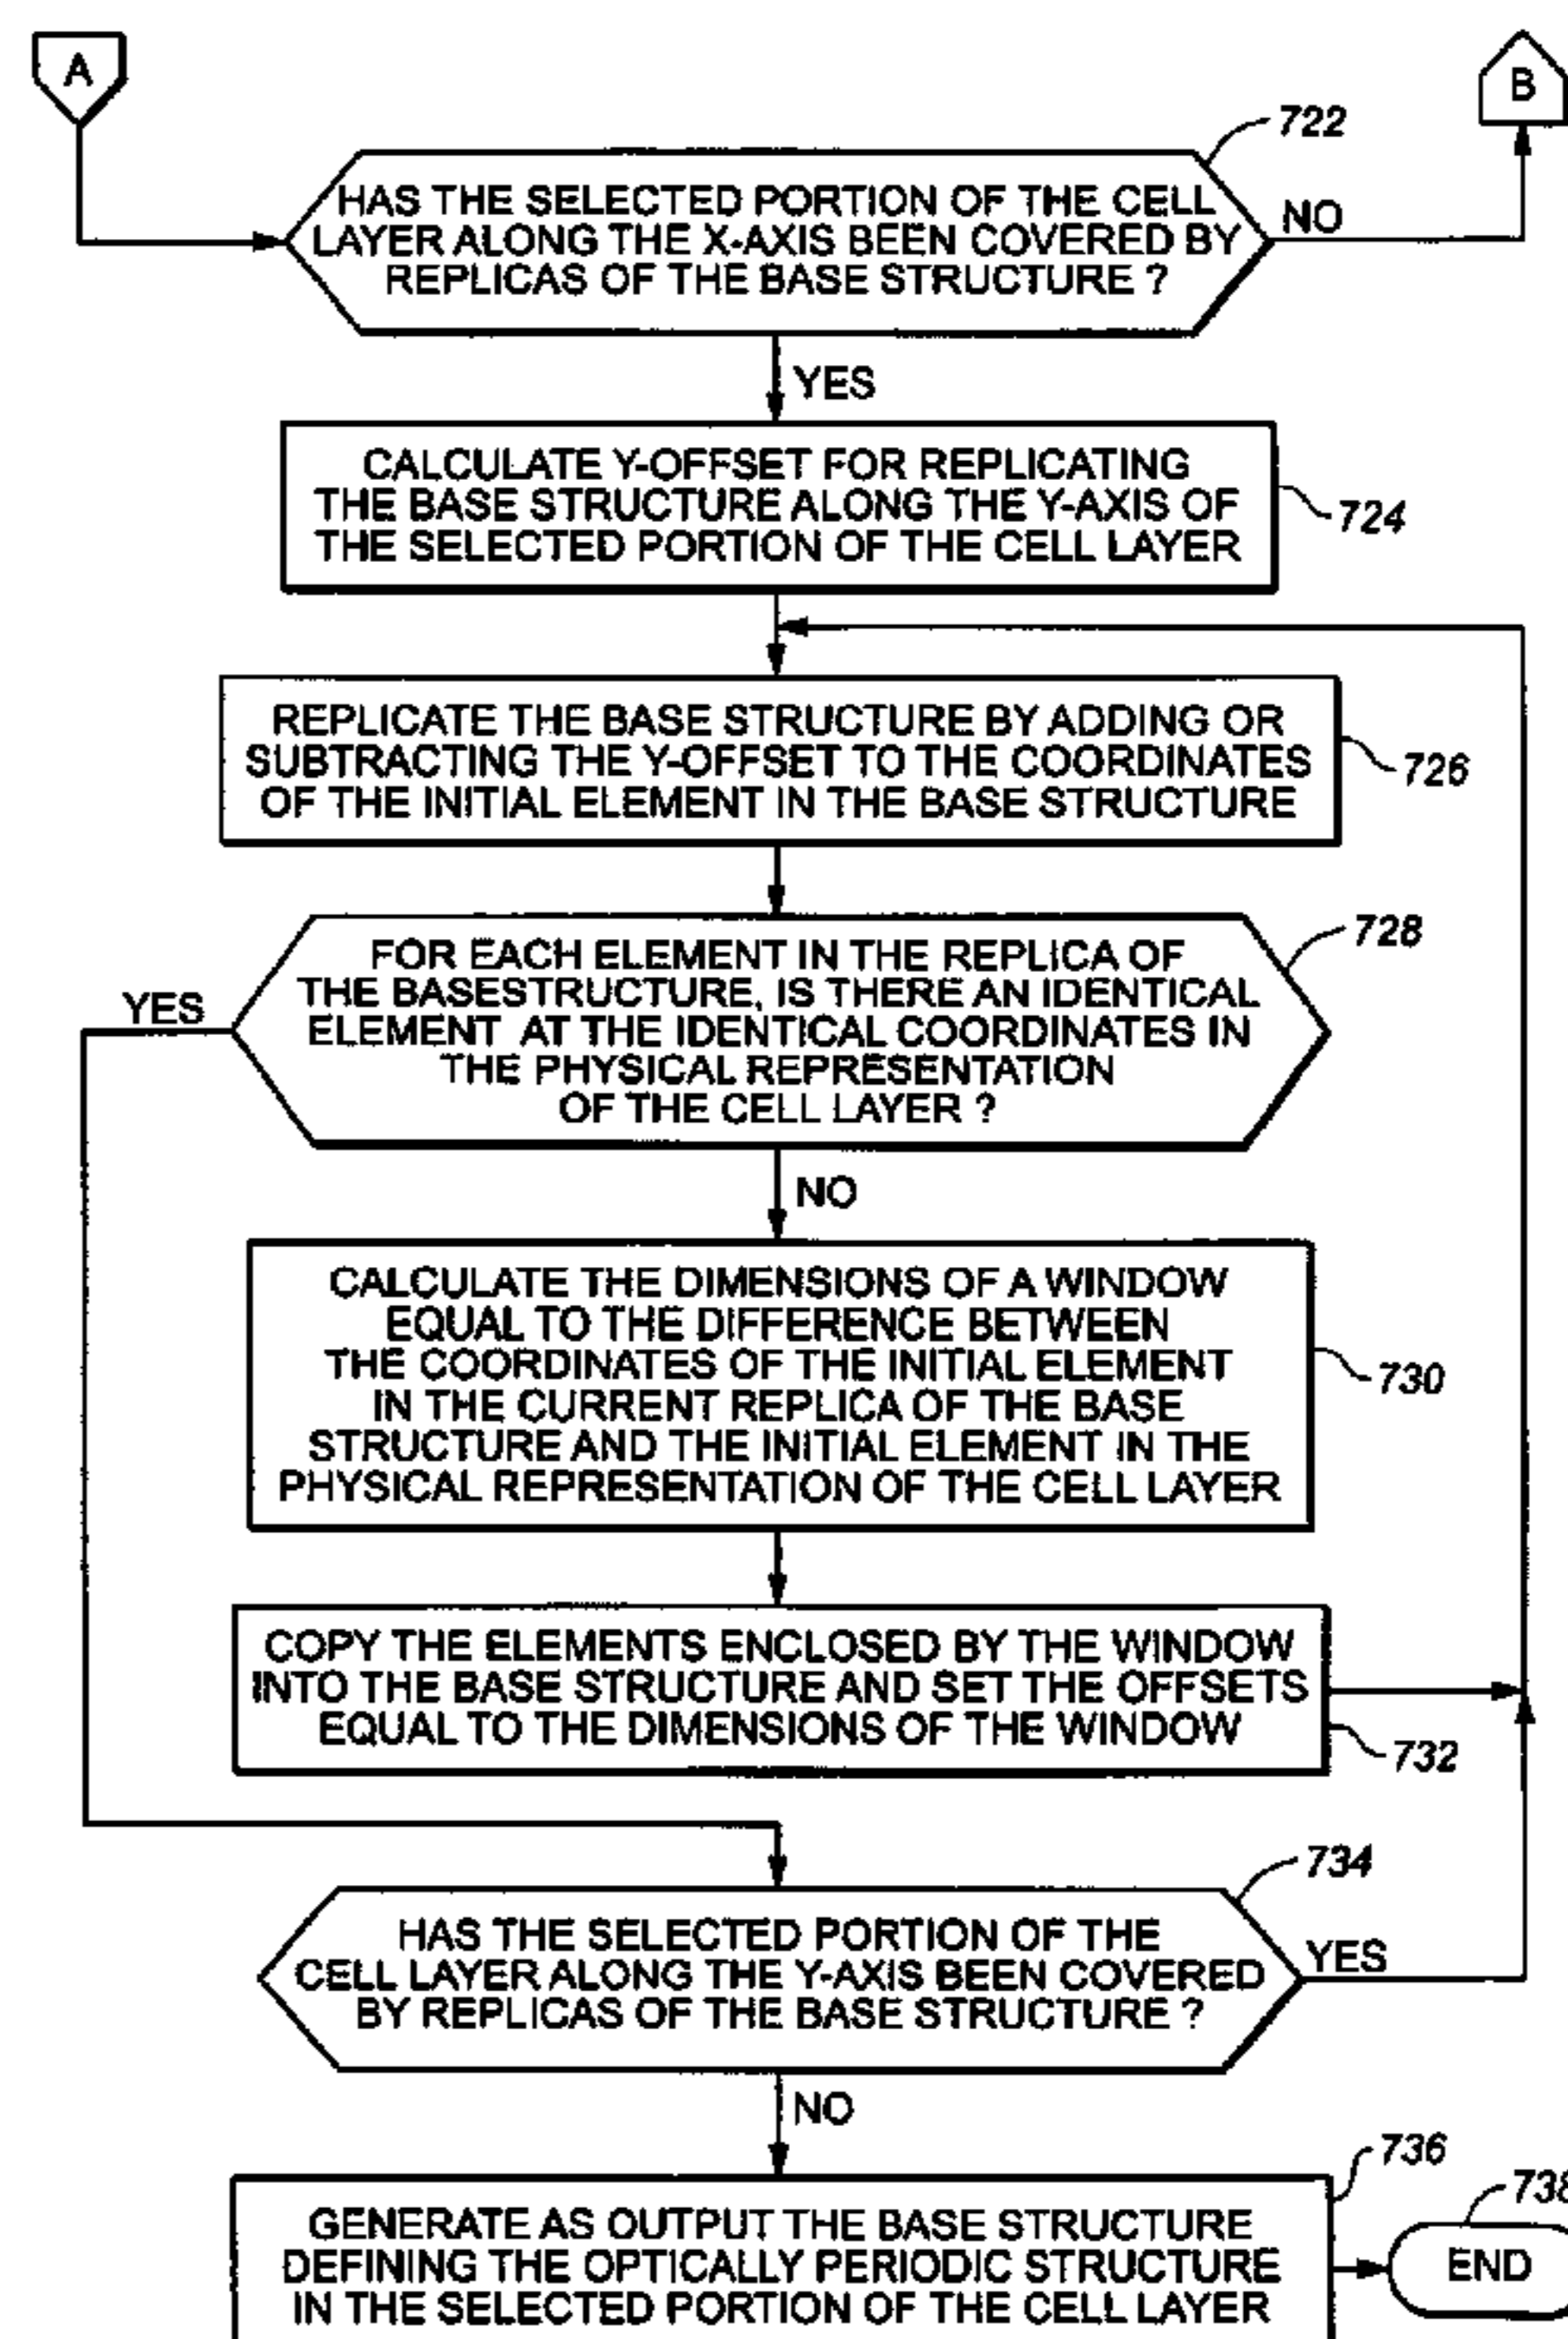 A
B
722
HAS THE SELECTED PORTION OF THE CELL
LAYER ALONG THE X-AXIS BEEN COVERED BY
REPLICAS OF THE BASE STRUCTURE ?
NO
YES
CALCULATE Y-OFFSET FOR REPLICATING
THE BASE STRUCTURE ALONG THE Y-AXIS OF
THE SELECTED PORTION OF THE CELL LAYER
724
REPLICATE THE BASE STRUCTURE BY ADDING OR
SUBTRACTING THE Y-OFFSET TO THE COORDINATES
OF THE INITIAL ELEMENT IN THE BASE STRUCTURE
726
728
FOR EACH ELEMENT IN THE REPLICA OF
THE BASESTRUCTURE, IS THERE AN IDENTICAL
ELEMENT AT THE IDENTICAL COORDINATES IN
THE PHYSICAL REPRESENTATION
OF THE CELL LAYER ?
YES
NO
CALCULATE THE DIMENSIONS OF A WINDOW
EQUAL TO THE DIFFERENCE BETWEEN
THE COORDINATES OF THE INITIAL ELEMENT
IN THE CURRENT REPLICA OF THE BASE
STRUCTURE AND THE INITIAL ELEMENT IN THE
PHYSICAL REPRESENTATION OF THE CELL LAYER
730
COPY THE ELEMENTS ENCLOSED BY THE WINDOW
INTO THE BASE STRUCTURE AND SET THE OFFSETS
EQUAL TO THE DIMENSIONS OF THE WINDOW
732
734
HAS THE SELECTED PORTION OF THE
CELL LAYER ALONG THE Y-AXIS BEEN COVERED
BY REPLICAS OF THE BASE STRUCTURE ?
YES
NO
736
GENERATE AS OUTPUT THE BASE STRUCTURE
DEFINING THE OPTICALLY PERIODIC STRUCTURE
IN THE SELECTED PORTION OF THE CELL LAYER
738
END